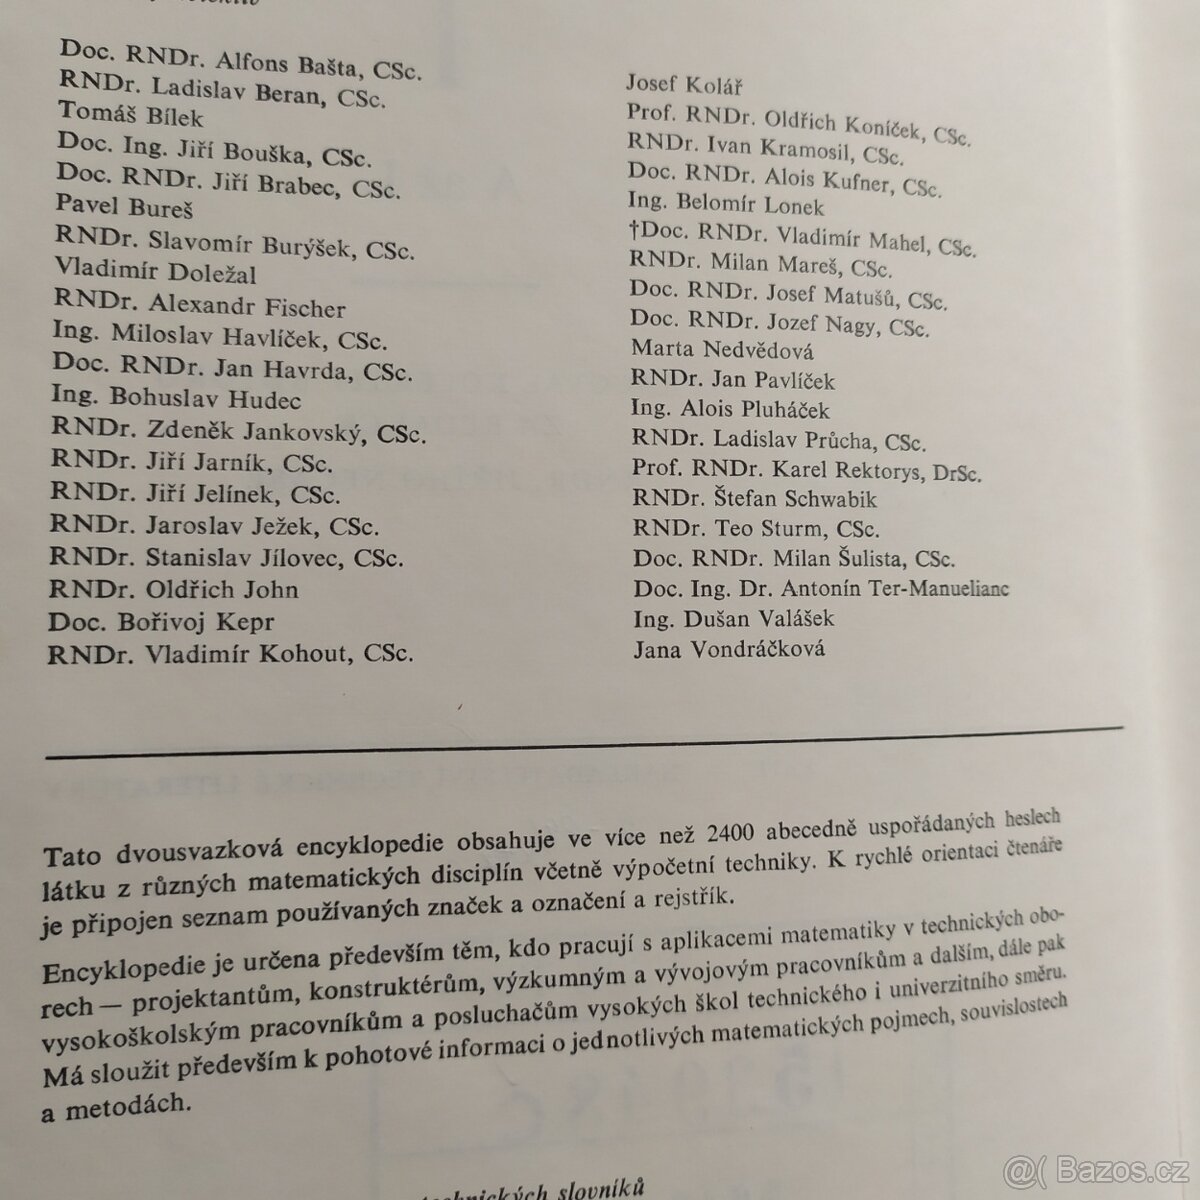 Doc. RNDr. Alfons Bašta, CSc.
RNDr. Ladislav Beran, CSc.
Tomáš Bílek
Doc. Ing. Jiří Bouška, CSc.
Doc. RNDr. Jiří Brabec, CSc.
Pavel Bureš
RNDr. Slavomír Burýšek, CSc.
Vladimír Doležal
RNDr. Alexandr Fischer
Ing. Miloslav Havlíček, CSc.
Doc. RNDr. Jan Havrda, CSc.
Ing. Bohuslav Hudec
RNDr. Zdeněk Jankovský, CSc.
RNDr. Jiří Jarník, CSc.
RNDr. Jiří Jelínek, CSc.
RNDr. Jaroslav Ježek, CSc.
RNDr. Stanislav Jílovec, CSc.
RNDr. Oldřich John
Doc. Bořivoj Kepr
RNDr. Vladimír Kohout, CSc.
Josef Kolář
Prof. RNDr. Oldřich Koníček, CSc.
RNDr. Ivan Kramosil, CSc.
Doc. RNDr. Alois Kufner, CSc.
Ing. Belomír Lonek
†Doc. RNDr. Vladimír Mahel, CSc.
RNDr. Milan Mareš, CSc.
Doc. RNDr. Josef Matušů, CSc.
Doc. RNDr. Jozef Nagy, CSc.
Marta Nedvědová
RNDr. Jan Pavlíček
Ing. Alois Pluháček
RNDr. Ladislav Průcha, CSc.
Prof. RNDr. Karel Rektorys, DrSc.
RNDr. Štefan Schwabik
RNDr. Teo Sturm, CSc.
Doc. RNDr. Milan Šulista, CSc.
Doc. Ing. Dr. Antonín Ter-Manuelianc
Ing. Dušan Valášek
Jana Vondráčková
Tato dvousvazková encyklopedie obsahuje ve více než 2400 abecedně uspořádaných heslech
látku z různých matematických disciplín včetně výpočetní techniky. K rychlé orientaci čtenáře
je připojen seznam používaných značek a označení a rejstřík.
Encyklopedie je určena především těm, kdo pracují s aplikacemi matematiky v technických obo-
rech — projektantům, konstruktérům, výzkumným a vývojovým pracovníkům a dalším, dále pak
vysokoškolským pracovníkům a posluchačům vysokých škol technického i univerzitního směru.
Má sloužit především k pohotové informaci o jednotlivých matematických pojmech, souvislostech
a metodách.
technických slovníků
@( Bazos.cz